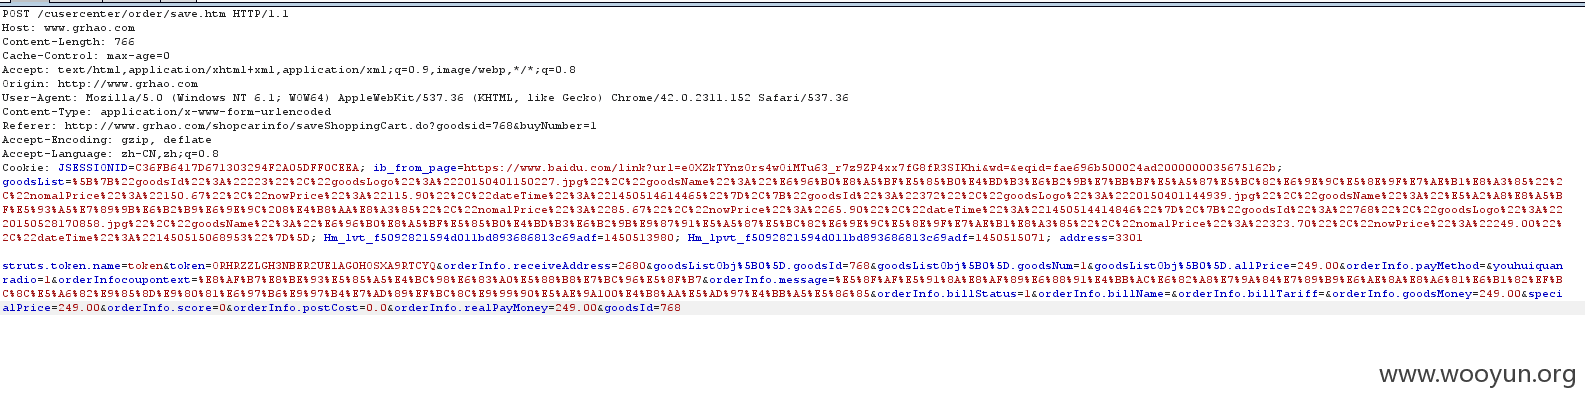 POST /cusercenter/order/save.htm HTTP/1.1
Host: www.grhao.com
Content-Length: 766
Cache-Control: max-age=0
Accept: text/html,application/xhtml+xml,application/xml;q=0.9,image/webp,*/*;q=0.8
Origin: http://www.grhao.com
User-Agent: Mozilla/5.0 (Windows NT 6.1; WOW64) AppleWebKit/537.36 (KHTML, like Gecko) Chrome/42.0.2311.152 Safari/537.36
Content-Type: application/x-www-form-urlencoded
Referer: http://www.grhao.com/shopcarinfo/saveShoppingCart.do?goodsid=768&buyNumber=1
Accept-Encoding: gzip, deflate
Accept-Language: zh-CN,zh;q=0.8
Cookie: JSESSIONID=C36FB6417D671303294F2A05DFF0CEEA; ib_from_page=https://www.baidu.com/link?url=eOXZkTYnzOrs4w0iMTu63_r7z9ZP4xx7fG8fR3SIKhi&wd=&eqid=fae696b500024ad2000000035675162b;
goodsList=%5B%7B%22goodsId%22%3A%22223%22%2C%22goodsLogo%22%3A%2220150401150227.jpg%22%2C%22goodsName%22%3A%22%E6%96%B0%E8%A5%BF%E5%85%B0%E4%BD%B3%E6%B2%9B%E7%BB%BF%E5%A5%87%E5%BC%82%E6%9E%9C%E5%8E%9F%E7%AE%B1%E8%A3%85%22%2
C%22nomalPrice%22%3A%22150.67%22%2C%22nowPrice%22%3A%22115.90%22%2C%22dateTime%22%3A%221450514614465%22%7D%2C%7B%22goodsId%22%3A%22372%22%2C%22goodsLogo%22%3A%2220150401144939.jpg%22%2C%22goodsName%22%3A%22%E5%A2%A8%E8%A5%B
F%E5%93%A5%E7%89%9B%E6%B2%B9%E6%9E%9C%208%E4%B8%AA%E8%A3%85%22%2C%22nomalPrice%22%3A%2285.67%22%2C%22nowPrice%22%3A%2265.90%22%2C%22dateTime%22%3A%221450514414846%22%7D%2C%7B%22goodsId%22%3A%22768%22%2C%22goodsLogo%22%3A%22
20150528170858.jpg%22%2C%22goodsName%22%3A%22%E6%96%B0%E8%A5%BF%E5%85%B0%E4%BD%B3%E6%B2%9B%E9%87%91%E5%A5%87%E5%BC%82%E6%9E%9C%E5%8E%9F%E7%AE%B1%E8%A3%85%22%2C%22nomalPrice%22%3A%22323.70%22%2C%22nowPrice%22%3A%22249.00%22%
2C%22dateTime%22%3A%221450515068953%22%7D%5D; Hm_lvt_f5092821594d011bd893686813c69adf=1450513980; Hm_lpvt_f5092821594d011bd893686813c69adf=1450515071; address=3301
struts.token.name=token&token=ORHRZZLGH3NBER2UE1AGOHOSXA9RTCYQ&orderInfo.receiveAddress=2680&goodsListObj%5B0%5D.goodsId=768&goodsListObj%5B0%5D.goodsNum=1&goodsListObj%5B0%5D.allPrice=249.00&orderInfo.payMethod=&youhuiquan
radio=1&orderInfocoupontext=%E8%AF%B7%E8%BE%93%E5%85%A5%E4%BC%98%E6%83%A0%E5%88%B8%E7%BC%96%E5%8F%B7&orderInfo.message=%E5%8F%AF%E5%91%8A%E8%AF%89%E6%88%91%E4%BB%AC%E6%82%A8%E7%9A%84%E7%89%B9%E6%AE%8A%E8%A6%81%E6%B1%82%EF%B
C%8C%E5%A6%82%E9%85%8D%E9%80%81%E6%97%B6%E9%97%B4%E7%AD%89%EF%BC%8C%E9%99%90%E5%AE%9A100%E4%B8%AA%E5%AD%97%E4%BB%A5%E5%86%85&orderInfo.billStatus=1&orderInfo.billName=&orderInfo.billTariff=&orderInfo.goodsMoney=249.00&speci
alPrice=249.00&orderInfo.score=0&orderInfo.postCost=0.0&orderInfo.realPayMoney=249.00&goodsId=768
www.wooyun.org